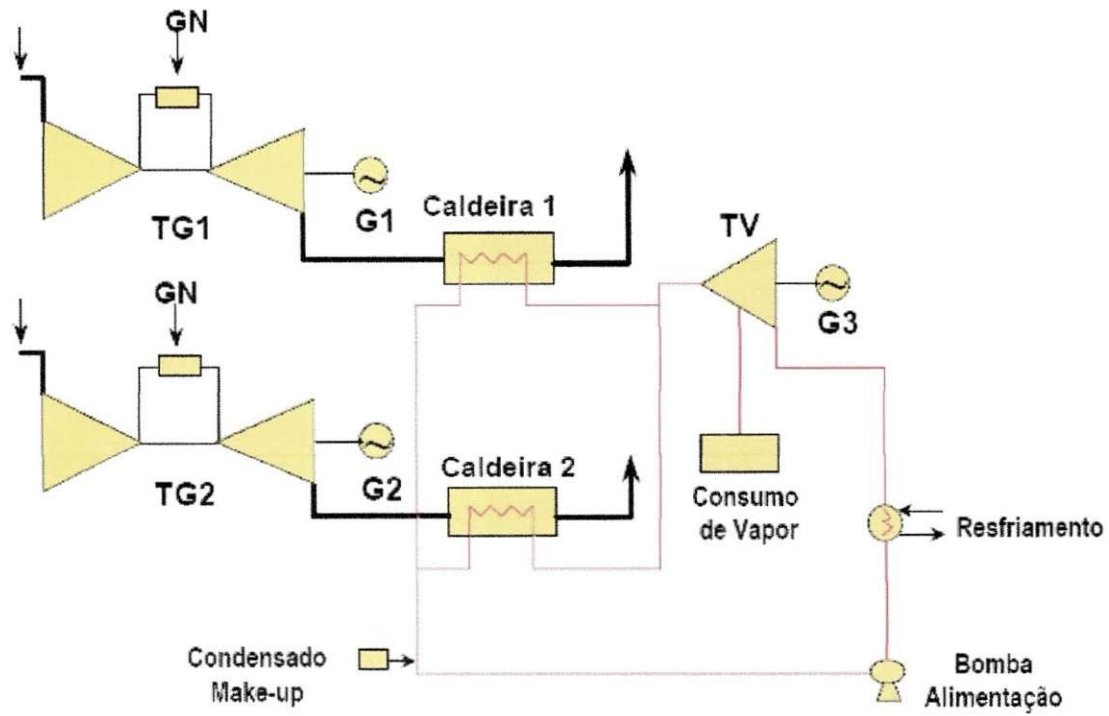 GN
TG1
G1
Caldeira 1
TV
G3
GN
TG2
G2
Caldeira 2
Consumo
de Vapor
Resfriamento
Condensado
Make-up
Bomba
Alimentação